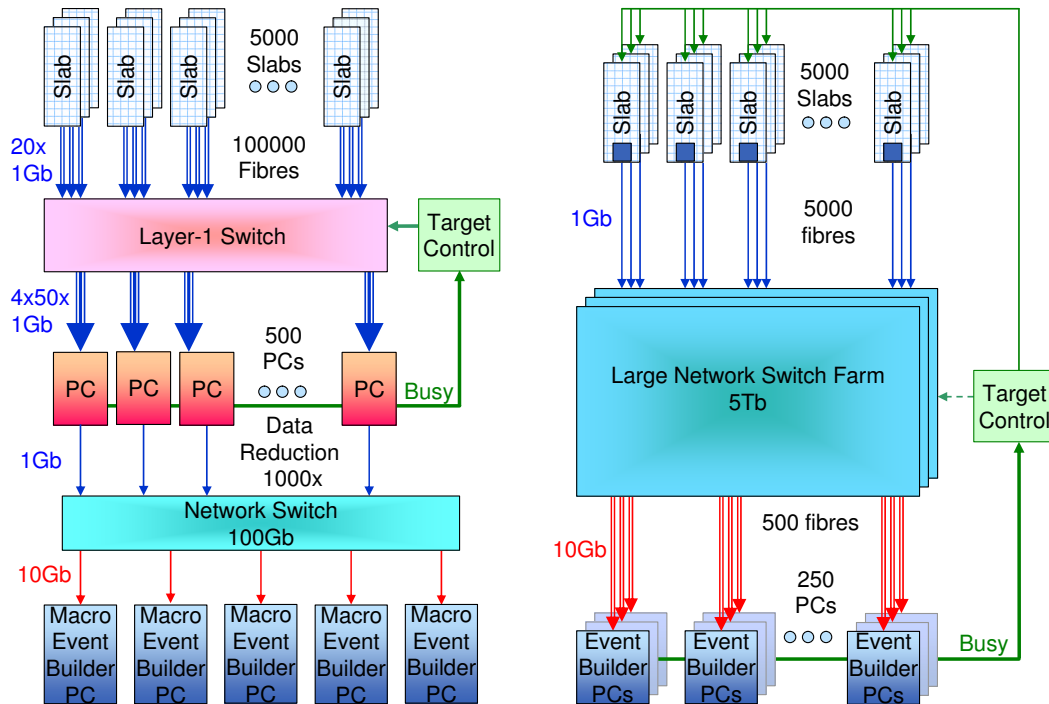 Slab
Slab
Slab
5000
Slabs
Slab
20x
1Gb
100000
Fibres
Layer-1 Switch
Target
Control
4x50x
1Gb
500
PCs
PC
PC
PC
PC
Busy
Data
Reduction
1000x
1Gb
Network Switch
100Gb
10Gb
Macro
Event
Builder
PC
Macro
Event
Builder
PC
Macro
Event
Builder
PC
Macro
Event
Builder
PC
Macro
Event
Builder
PC
Slab
Slab
Slab
5000
Slabs
Slab
1Gb
5000
fibres
Large Network Switch Farm
5Tb
Target
Control
500 fibres
10Gb
250
PCs
Event
Builder
PCs
Event
Builder
PCs
Event
Builder
PCs
Busy